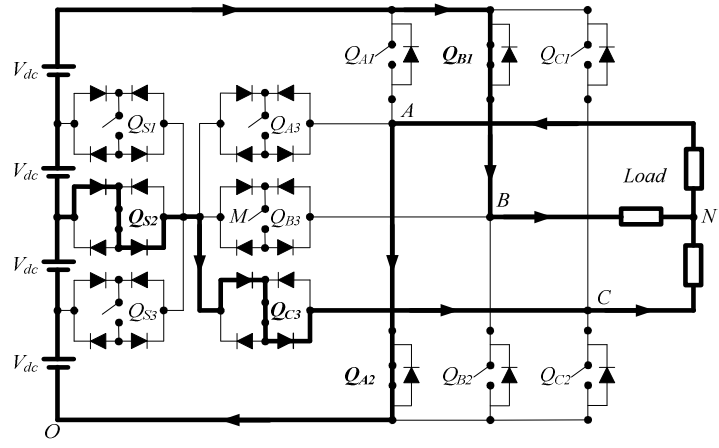 Q_A1
Q_B1
Q_C1
V_dc
Q_S1
Q_A3
A
V_dc
Load
Q_S2
M
Q_B3
B
N
V_dc
Q_S3
Q_C3
C
V_dc
Q_A2
Q_B2
Q_C2
O